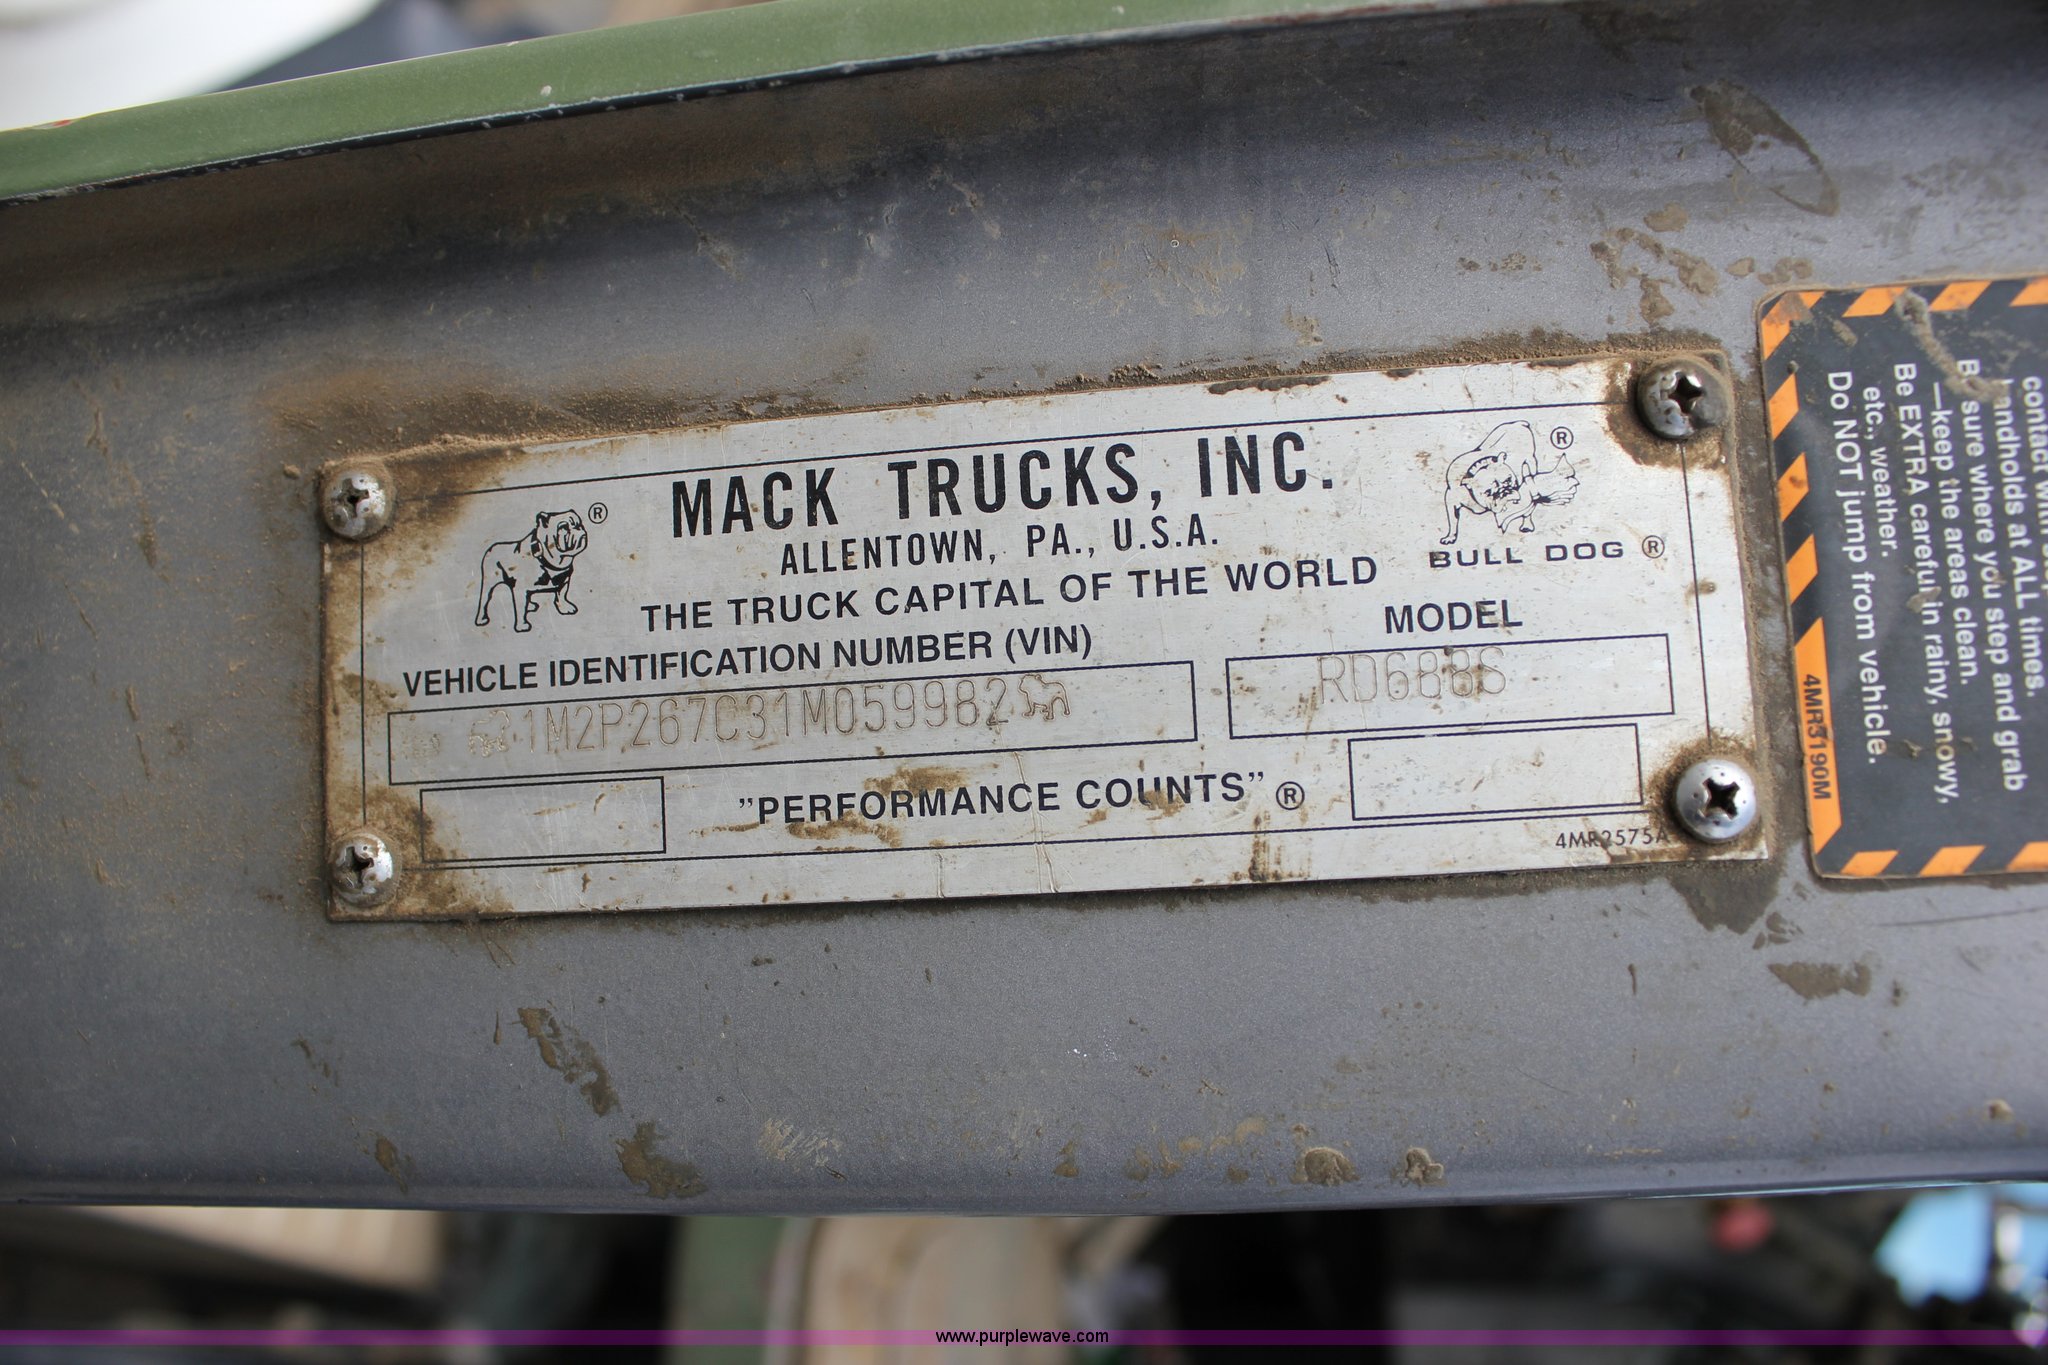 MACK TRUCKS, INC.
ALLENTOWN, PA., U.S.A.
THE TRUCK CAPITAL OF THE WORLD
® ®
BULL DOG ®
VEHICLE IDENTIFICATION NUMBER (VIN)
MODEL
1M2P267C31M059982
RD688S
"PERFORMANCE COUNTS" ®
4MR2575A
contact with
handholds at ALL times.
Be sure where you step and grab
—keep the areas clean.
Be EXTRA careful in rainy, snowy,
etc., weather.
Do NOT jump from vehicle.
4MR3190M
www.purplewave.com